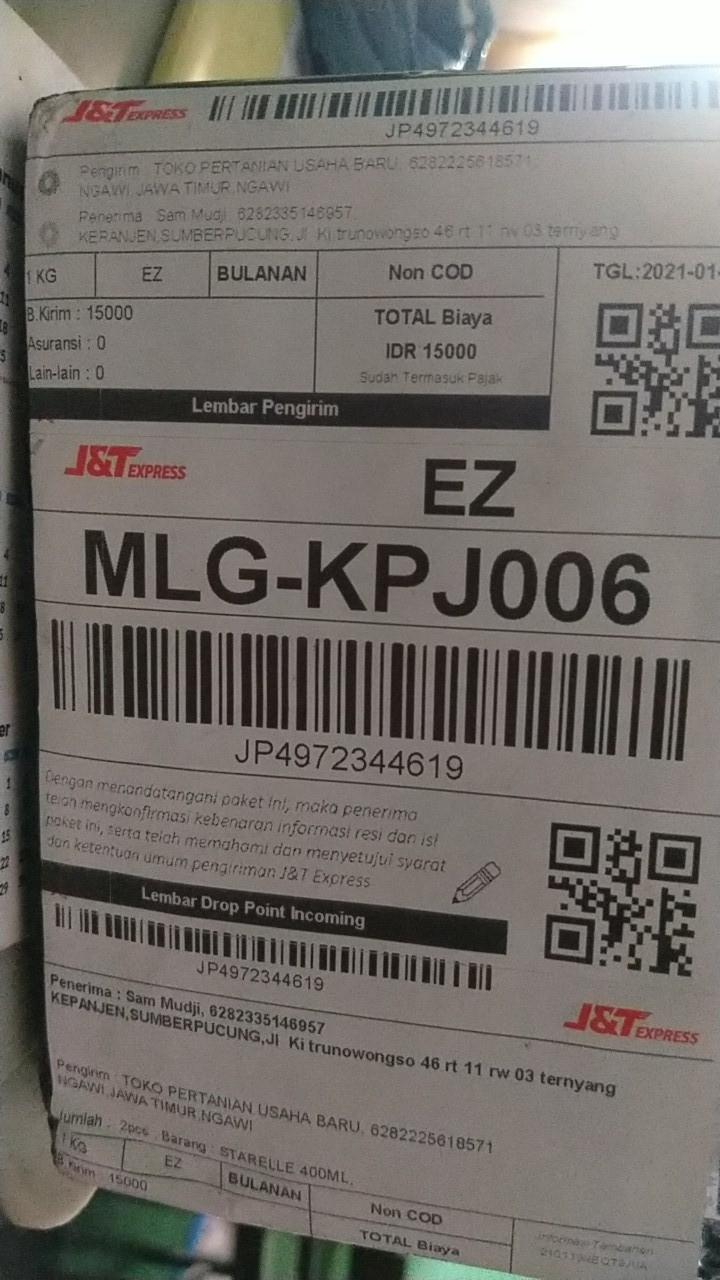 J&T EXPRESS
JP4972344619
Pengirim : TOKO PERTANIAN USAHA BARU, 6282225618571,
NGAWI,JAWA TIMUR,NGAWI
Penerima : Sam Mudji, 6282335146957,
KEPANJEN,SUMBERPUCUNG,Jl Ki trunowongso 46 rt 11 rw 03 ternyang
1 KG EZ BULANAN Non COD TGL:2021-01-
B.Kirim : 15000
Asuransi : 0
Lain-lain : 0
TOTAL Biaya
IDR 15000
Sudah Termasuk Pajak
Lembar Pengirim
J&T EXPRESS EZ
MLG-KPJ006
JP4972344619
Dengan menandatangani paket ini, maka penerima
telah mengkonfirmasi kebenaran informasi resi dan isi
paket ini, serta telah memahami dan menyetujui syarat
dan ketentuan umum pengiriman J&T Express
Lembar Drop Point Incoming
JP4972344619
J&T EXPRESS
Penerima : Sam Mudji, 6282335146957
KEPANJEN,SUMBERPUCUNG,Jl Ki trunowongso 46 rt 11 rw 03 ternyang
Pengirim : TOKO PERTANIAN USAHA BARU, 6282225618571
NGAWI,JAWA TIMUR,NGAWI
Jumlah : 2pcs . Barang : STARELLE 400ML,
1 KG EZ BULANAN Non COD
B.Kirim : 15000
TOTAL Biaya
Informasi Tambahan